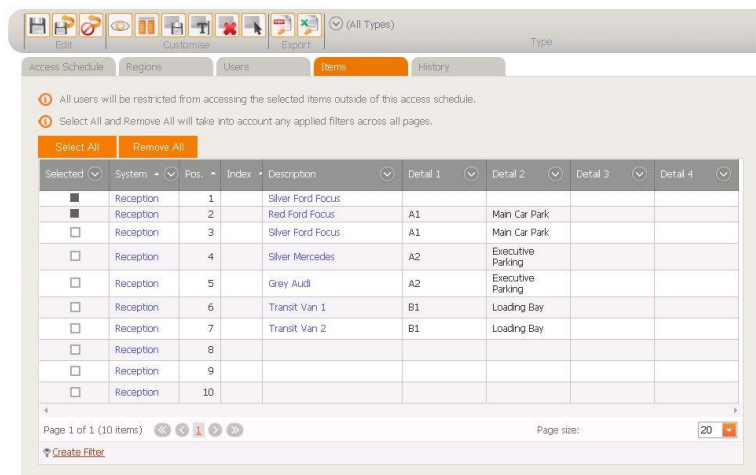 (All Types)
Edit Customise Export Type
Access Schedule Regions Users Items History
All users will be restricted from accessing the selected items outside of this access schedule.
Select All and Remove All will take into account any applied filters across all pages.
Select All Remove All
Selected System Pos. Index Description Detail 1 Detail 2 Detail 3 Detail 4
Reception 1 Silver Ford Focus
Reception 2 Red Ford Focus A1 Main Car Park
Reception 3 Silver Ford Focus A1 Main Car Park
Reception 4 Silver Mercedes A2 Executive Parking
Reception 5 Grey Audi A2 Executive Parking
Reception 6 Transit Van 1 B1 Loading Bay
Reception 7 Transit Van 2 B1 Loading Bay
Reception 8
Reception 9
Reception 10
Page 1 of 1 (10 items) 1 Page size: 20
Create Filter